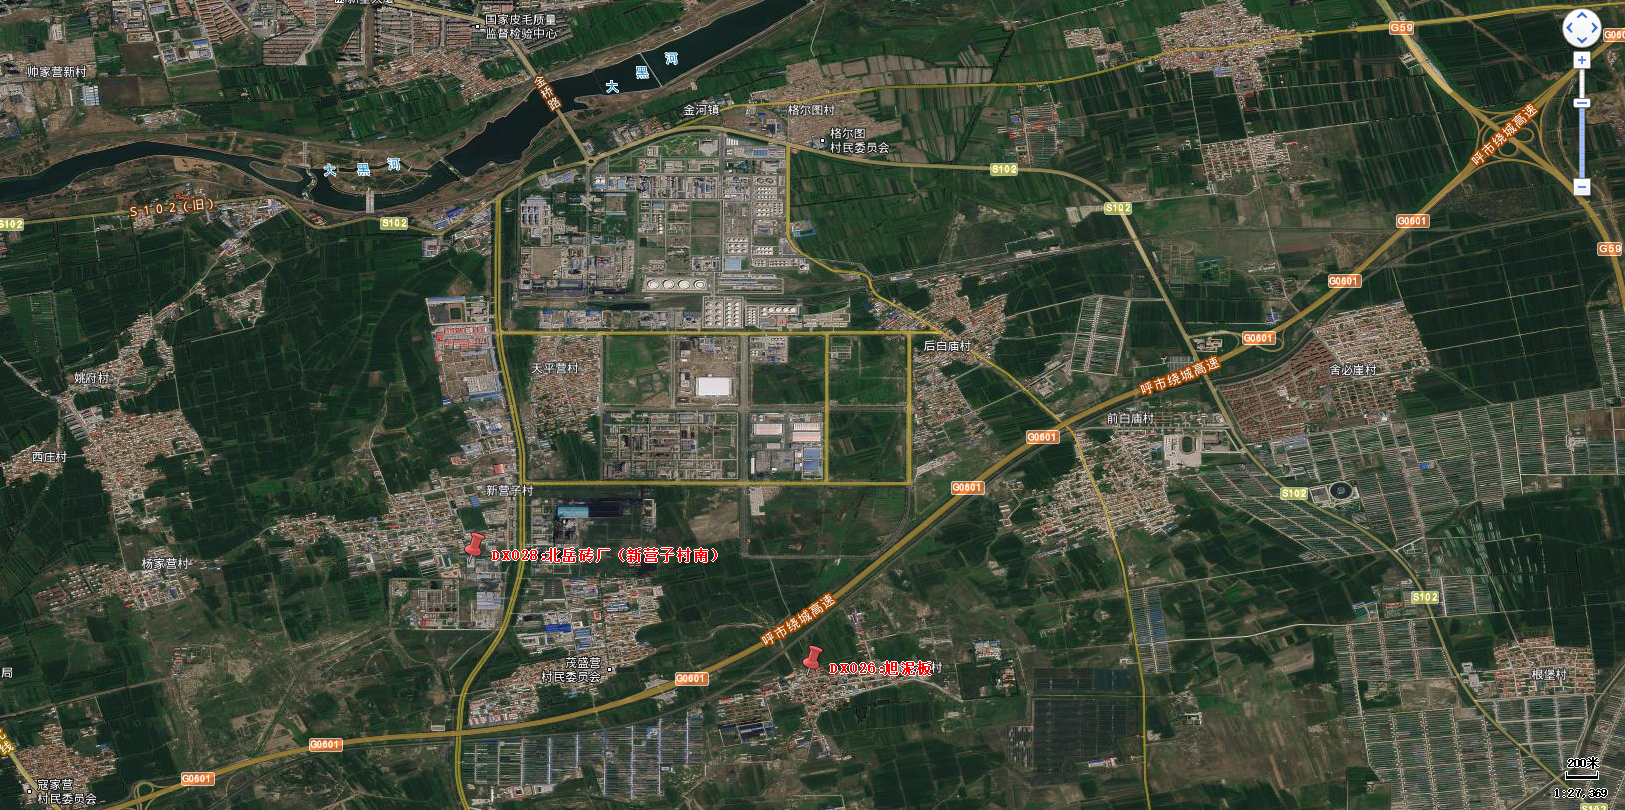 国家皮毛质量
监督检验中心
G59
G0601
帅家营新村
金桥路
大黑河
金河镇
格尔图村
格尔图
村民委员会
呼市绕城高速
大黑河
S102
S102
S102(旧)
S102
S102
G0601
G59
G0601
G0601
后白庙村
天平营村
舍必崖村
姚府村
呼市绕城高速
前白庙村
G0601
西庄村
新营子村
G0601
S102
DX028:北岳砖厂（新营子村南）
杨家营村
S102
呼市绕城高速
茂盛营
村民委员会
DX026:旭泥板
村
G0601
根堡村
局
G0601
G0601
寇家营
村民委员会
200米
1:27,369
S102